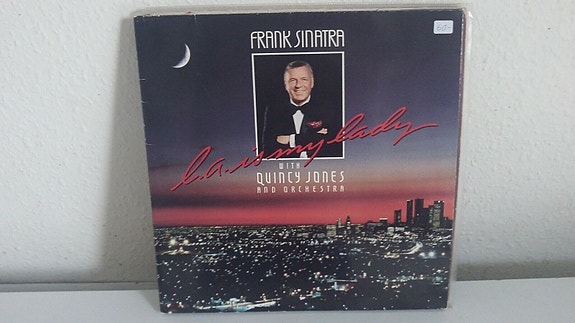 FRANK SINATRA
L.A. is my lady
WITH
QUINCY JONES
AND ORCHESTRA